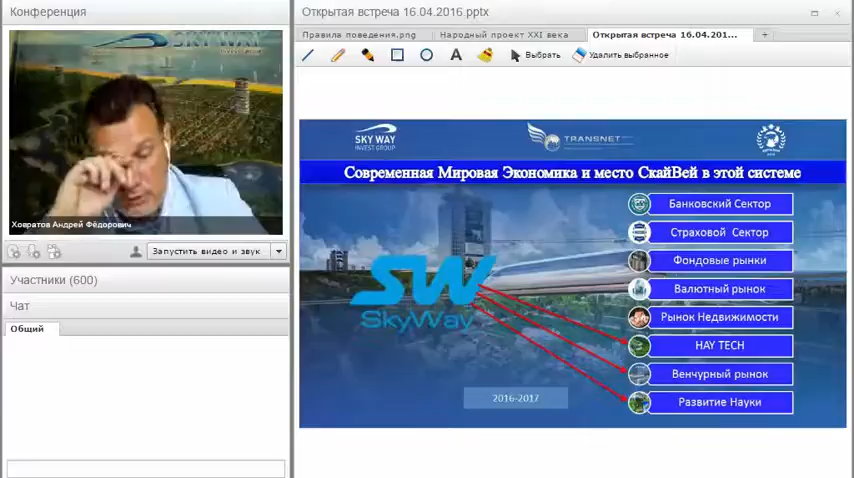 Конференция
SKY WAY
Ховратов Андрей Фёдорович
Запустить видео и звук
Участники (600)
Чат
Общий
Открытая встреча 16.04.2016.pptx
Правила поведения.png
Народный проект XXI века
Открытая встреча 16.04.201...
+
A
Выбрать
Удалить выбранное
SKY WAY
INVEST GROUP
TRANSNET
Современная Мировая Экономика и место СкайВей в этой системе
Банковский Сектор
Страховой Сектор
Фондовые рынки
Валютный рынок
Рынок Недвижимости
HAY TECH
Венчурный рынок
Развитие Науки
SW
SkyWay
2016-2017